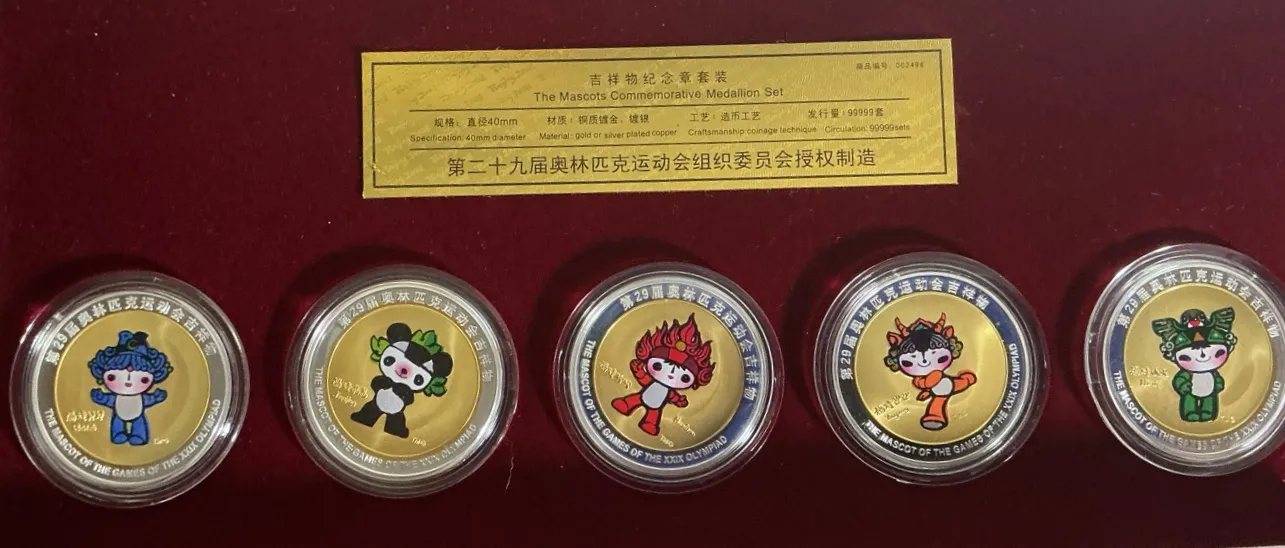 商品编号：002496
吉祥物纪念章套装
The Mascots Commemorative Medallion Set
规格：直径40mm 材质：铜质镀金、镀银 工艺：造币工艺 发行量：99999套
Specification: 40mm diameter Material: gold or silver plated copper Craftsmanship: coinage technique Circulation: 99999sets
第二十九届奥林匹克运动会组织委员会授权制造
第29届奥林匹克运动会吉祥物
THE MASCOT OF THE GAMES OF THE XXIX OLYMPIAD
第29届奥林匹克运动会吉祥物
THE MASCOT OF THE GAMES OF THE XXIX OLYMPIAD
第29届奥林匹克运动会吉祥物
THE MASCOT OF THE GAMES OF THE XXIX OLYMPIAD
第29届奥林匹克运动会吉祥物
THE MASCOT OF THE GAMES OF THE XXIX OLYMPIAD
第29届奥林匹克运动会吉祥物
THE MASCOT OF THE GAMES OF THE XXIX OLYMPIAD